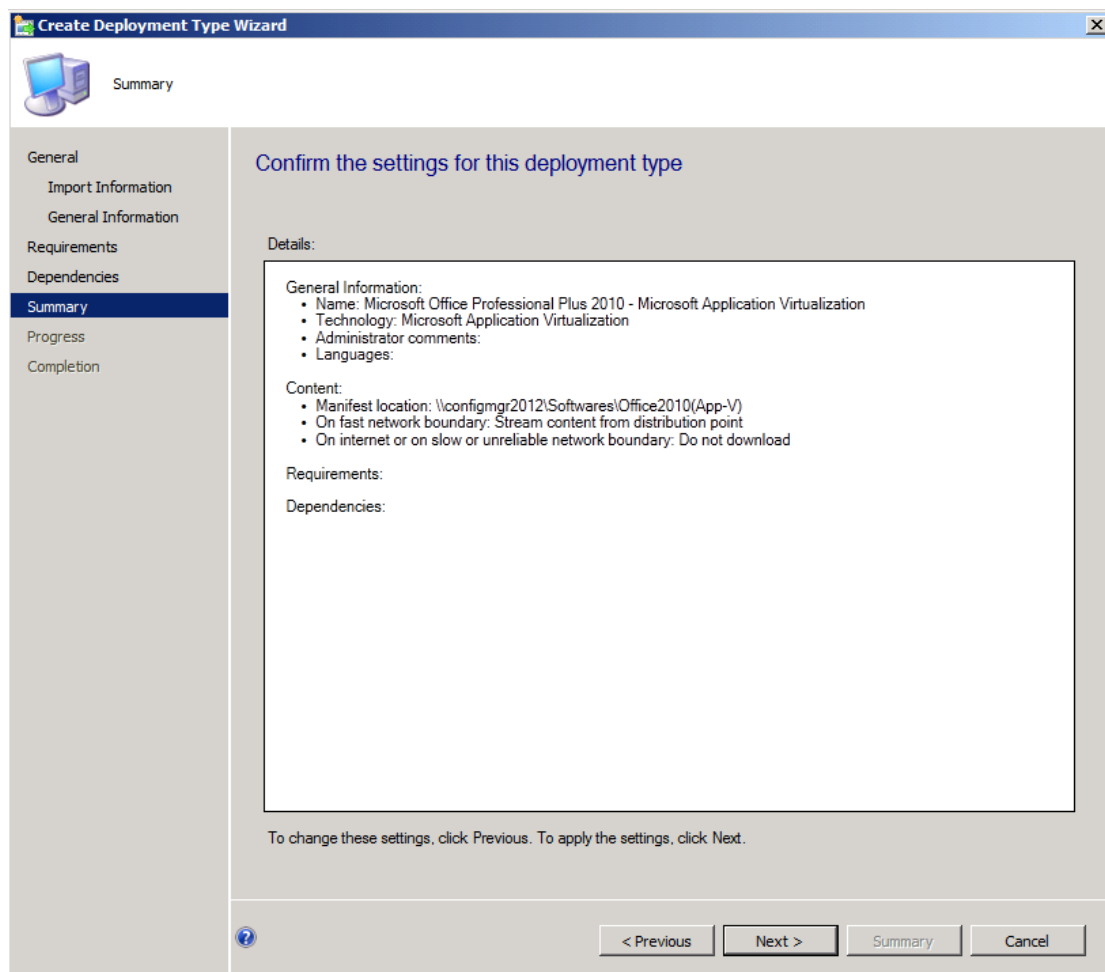 Create Deployment Type Wizard
Summary
General
Import Information
General Information
Requirements
Dependencies
Summary
Progress
Completion
Confirm the settings for this deployment type
Details:
General Information:
• Name: Microsoft Office Professional Plus 2010 - Microsoft Application Virtualization
• Technology: Microsoft Application Virtualization
• Administrator comments:
• Languages:
Content:
• Manifest location: \\configmgr2012\Softwares\Office2010(App-V)
• On fast network boundary: Stream content from distribution point
• On internet or on slow or unreliable network boundary: Do not download
Requirements:
Dependencies:
To change these settings, click Previous. To apply the settings, click Next.
< Previous
Next >
Summary
Cancel